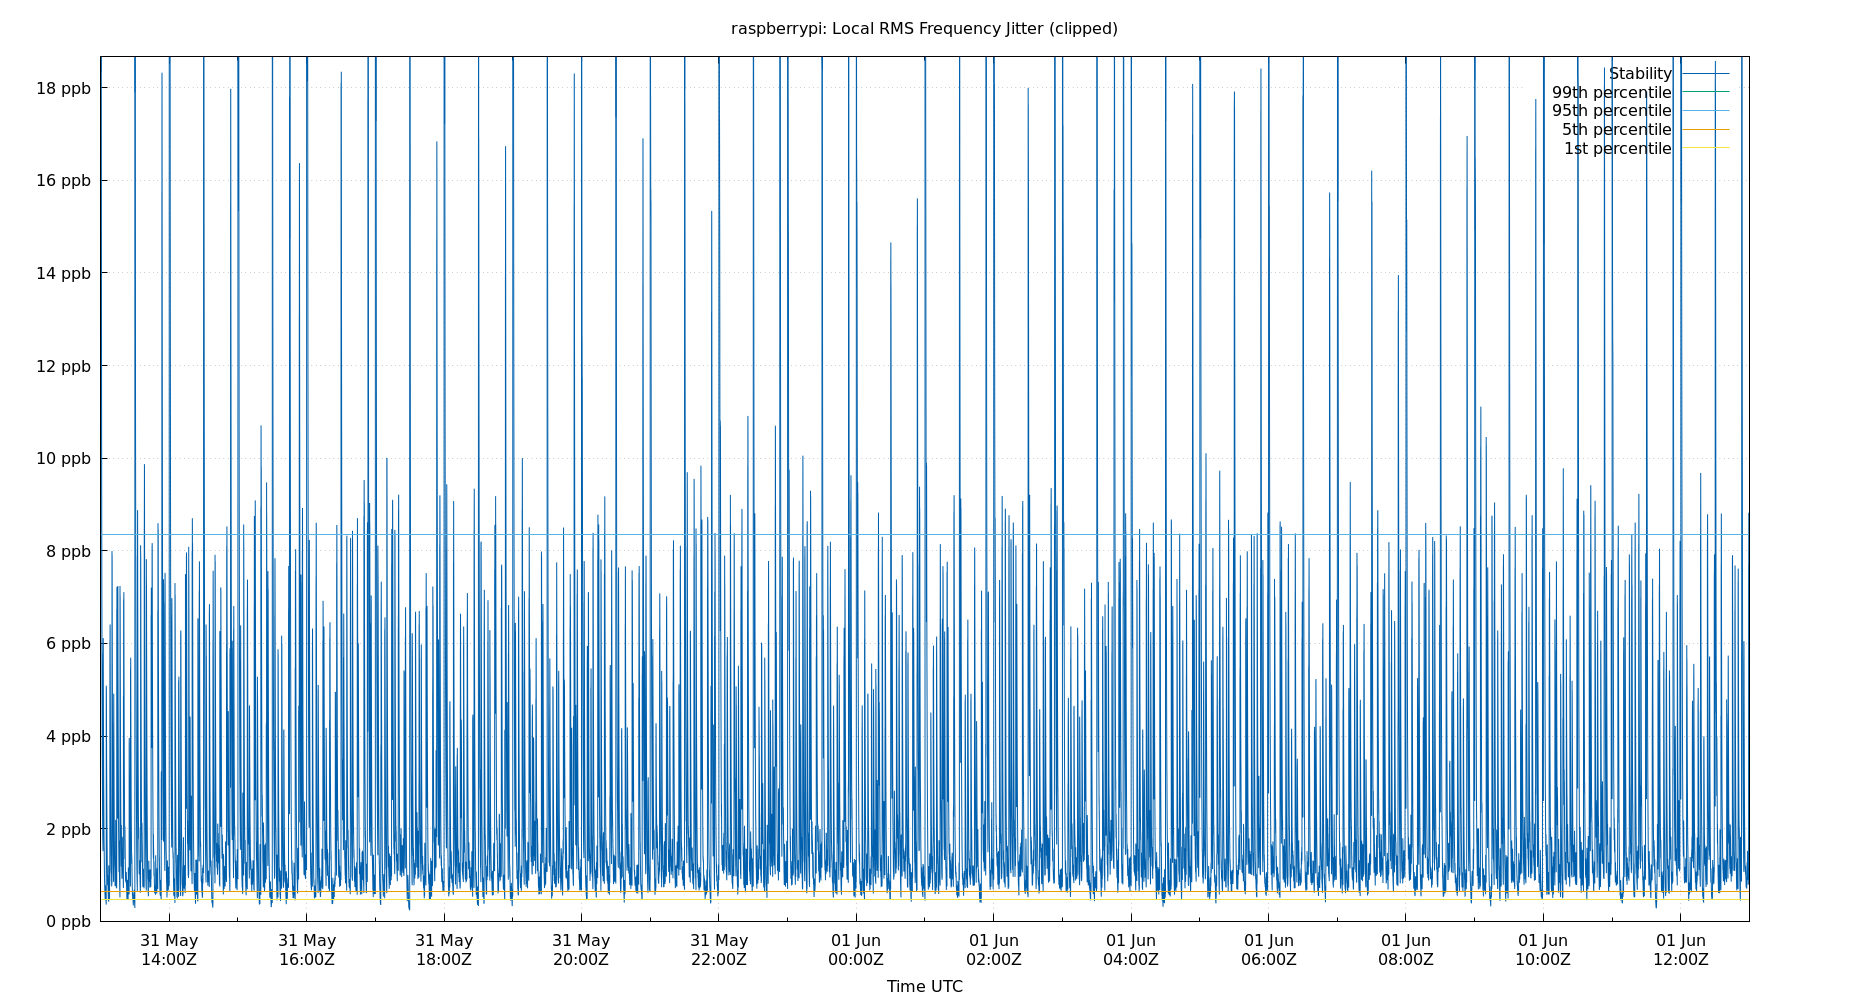 raspberrypi: Local RMS Frequency Jitter (clipped)
Stability
99th percentile
95th percentile
5th percentile
1st percentile
18 ppb
16 ppb
14 ppb
12 ppb
10 ppb
8 ppb
6 ppb
4 ppb
2 ppb
0 ppb
31 May 31 May 31 May 31 May 31 May 01 Jun 01 Jun 01 Jun 01 Jun 01 Jun 01 Jun 01 Jun
14:00Z 16:00Z 18:00Z 20:00Z 22:00Z 00:00Z 02:00Z 04:00Z 06:00Z 08:00Z 10:00Z 12:00Z
Time UTC